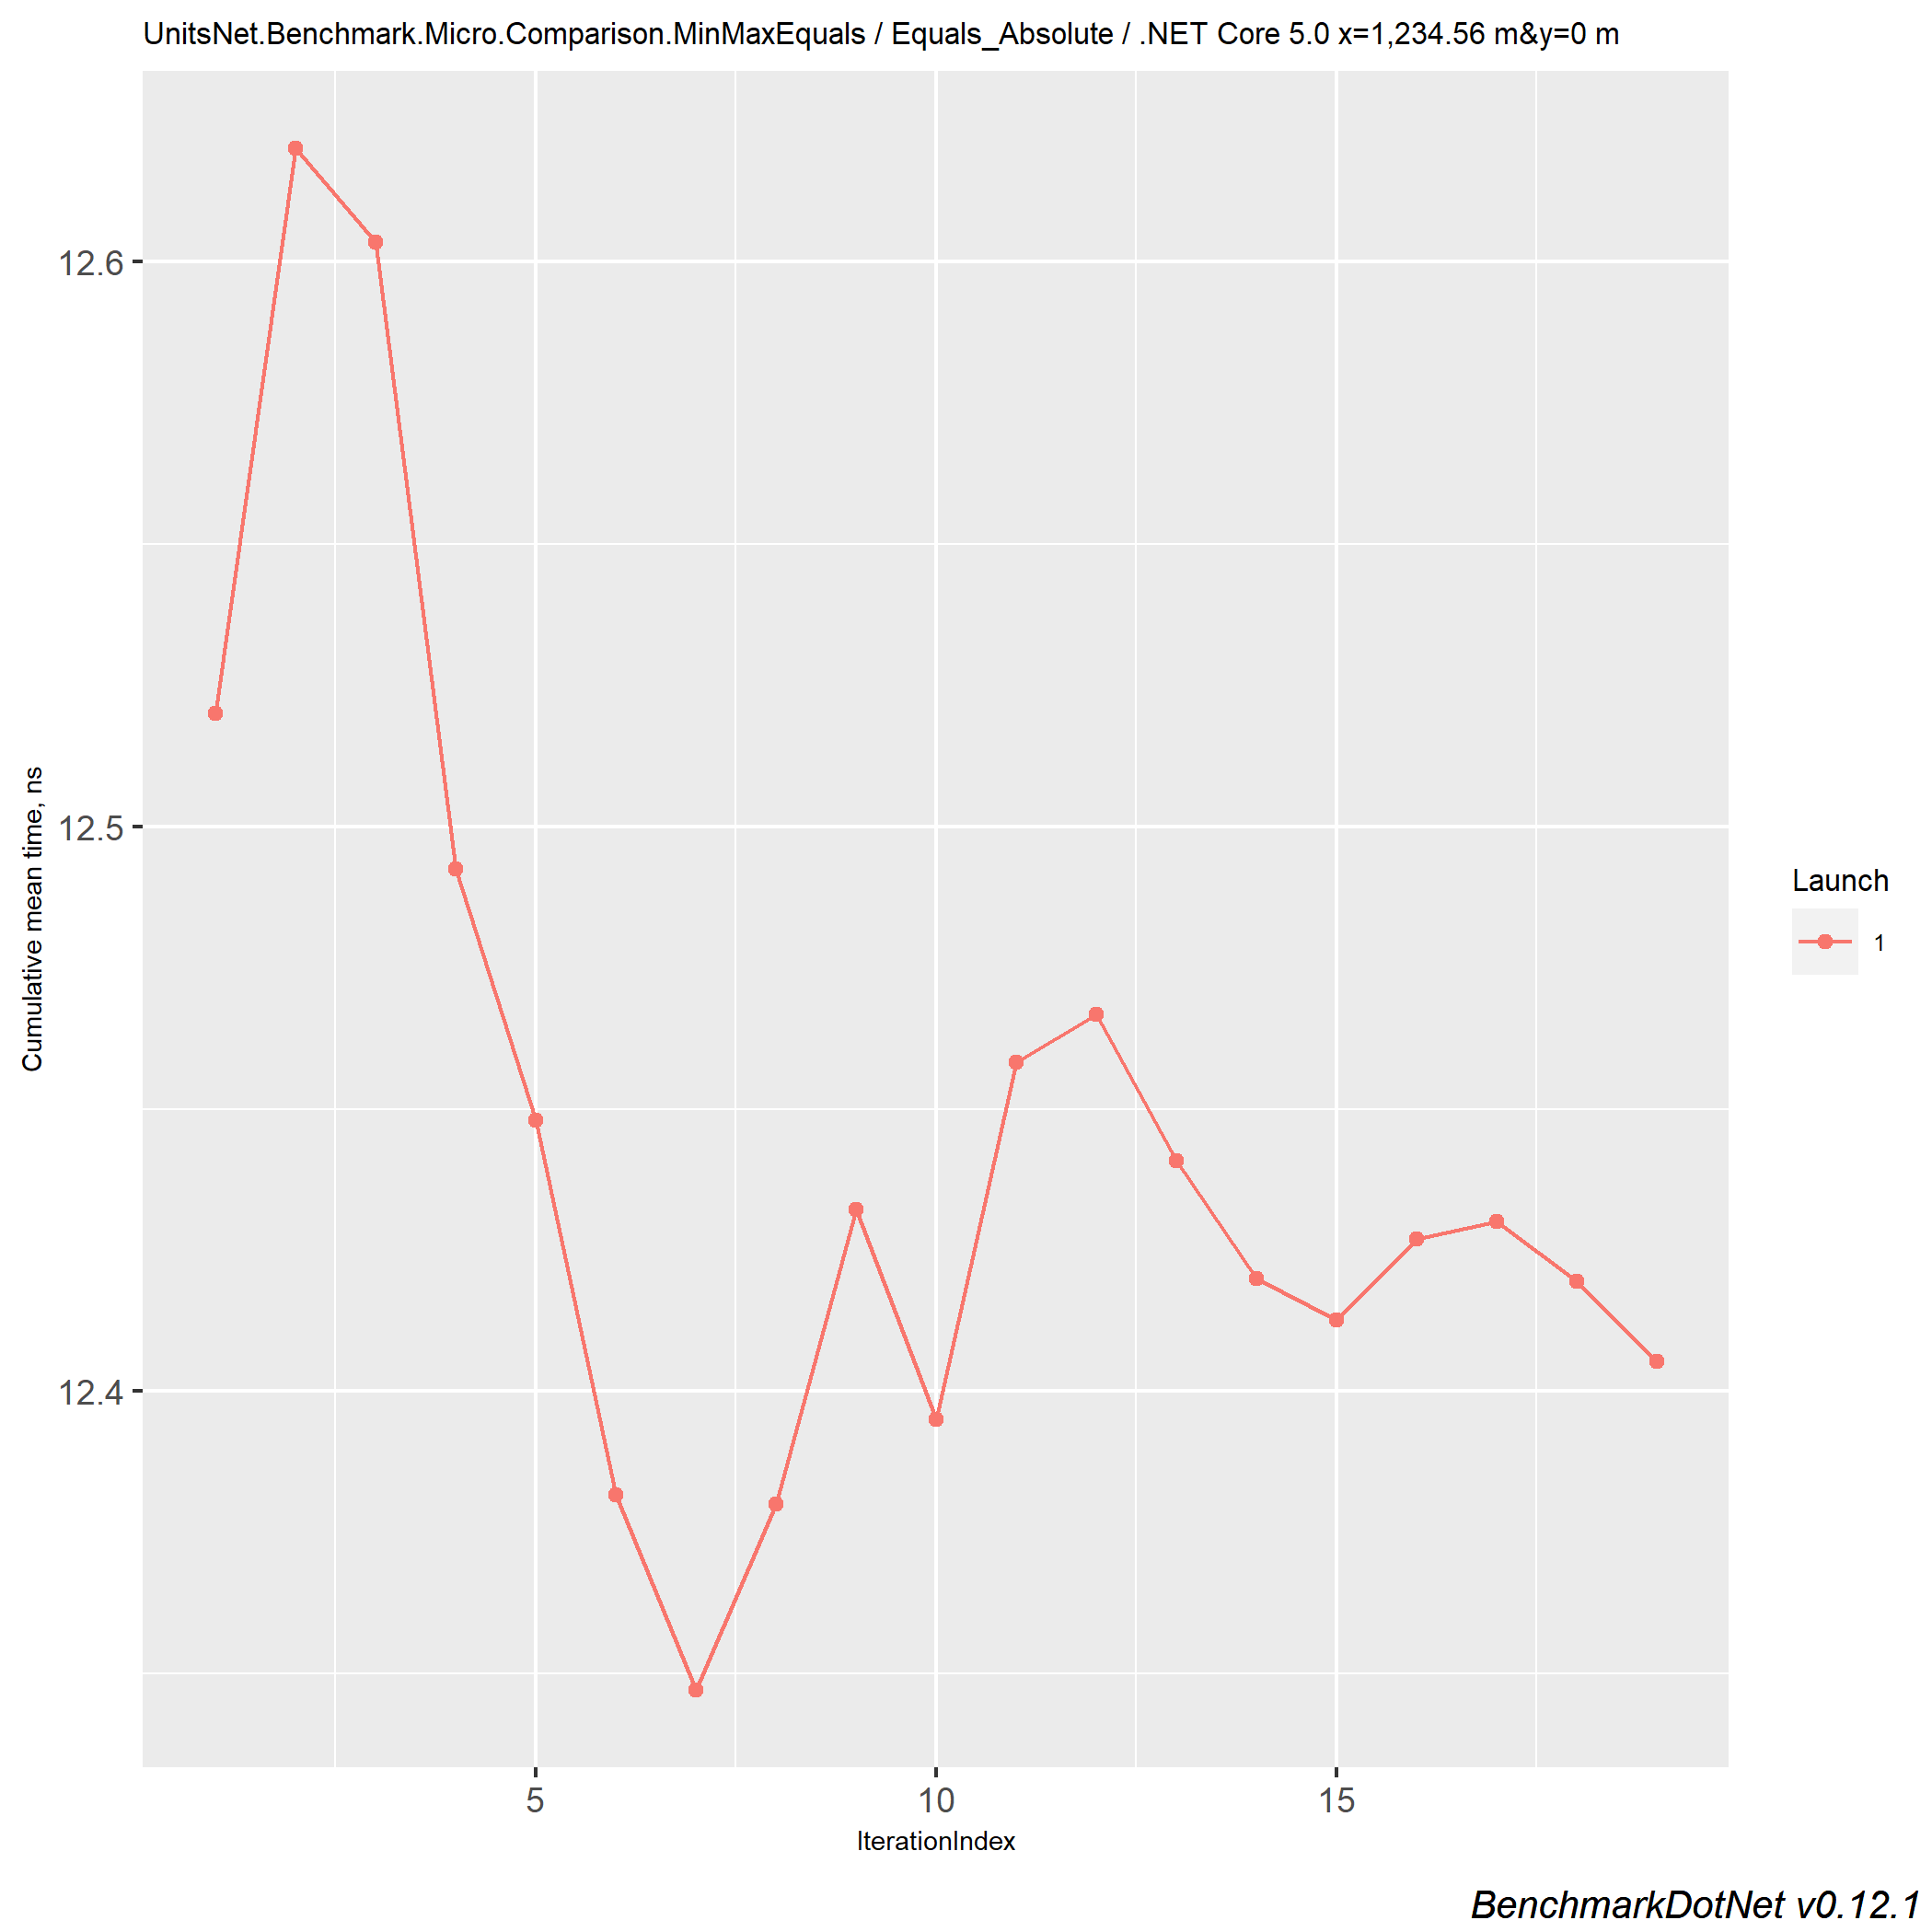 UnitsNet.Benchmark.Micro.Comparison.MinMaxEquals / Equals_Absolute / .NET Core 5.0 x=1,234.56 m&y=0 m
12.6
12.5
12.4
Cumulative mean time, ns
5 10 15
IterationIndex
Launch
1
BenchmarkDotNet v0.12.1